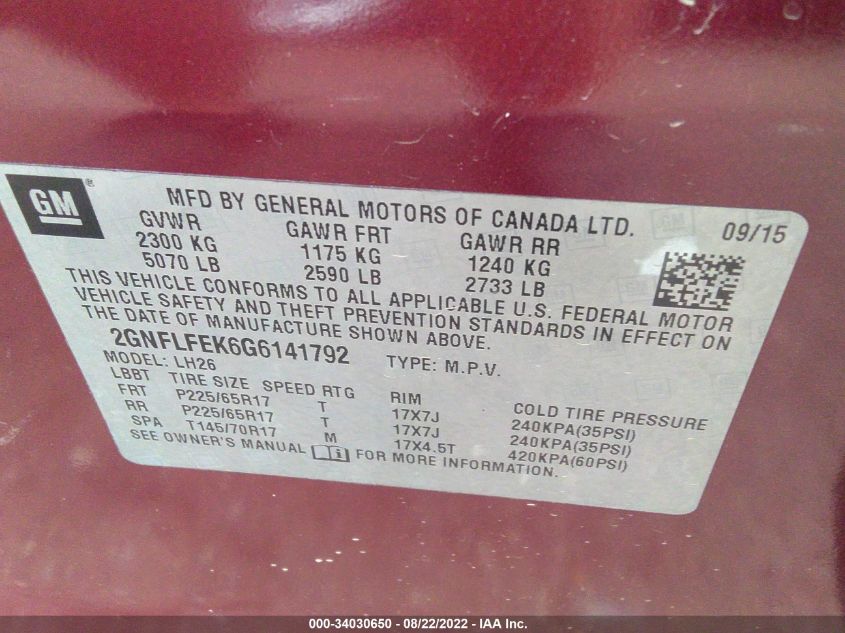 GM®
MFD BY GENERAL MOTORS OF CANADA LTD.
09/15
GVWR GAWR FRT GAWR RR
2300 KG 1175 KG 1240 KG
5070 LB 2590 LB 2733 LB
THIS VEHICLE CONFORMS TO ALL APPLICABLE U.S. FEDERAL MOTOR
VEHICLE SAFETY AND THEFT PREVENTION STANDARDS IN EFFECT ON
THE DATE OF MANUFACTURE SHOWN ABOVE.
2GNFLFEK6G6141792 TYPE: M.P.V.
MODEL: LH26
LBBT TIRE SIZE SPEED RTG RIM COLD TIRE PRESSURE
FRT P225/65R17 T 17X7J 240KPA(35PSI)
RR P225/65R17 T 17X7J 240KPA(35PSI)
SPA T145/70R17 M 17X4.5T 420KPA(60PSI)
SEE OWNER'S MANUAL FOR MORE INFORMATION.
000-34030650 - 08/22/2022 - IAA Inc.